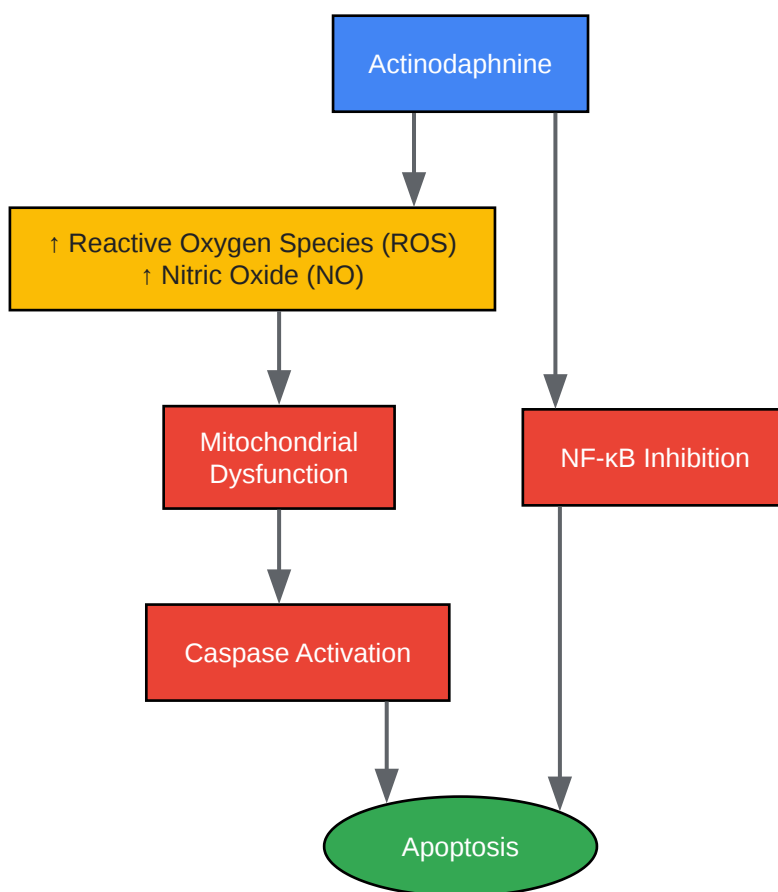 Actinodaphnine
↑ Reactive Oxygen Species (ROS)
↑ Nitric Oxide (NO)
Mitochondrial
Dysfunction
NF-κB Inhibition
Caspase Activation
Apoptosis